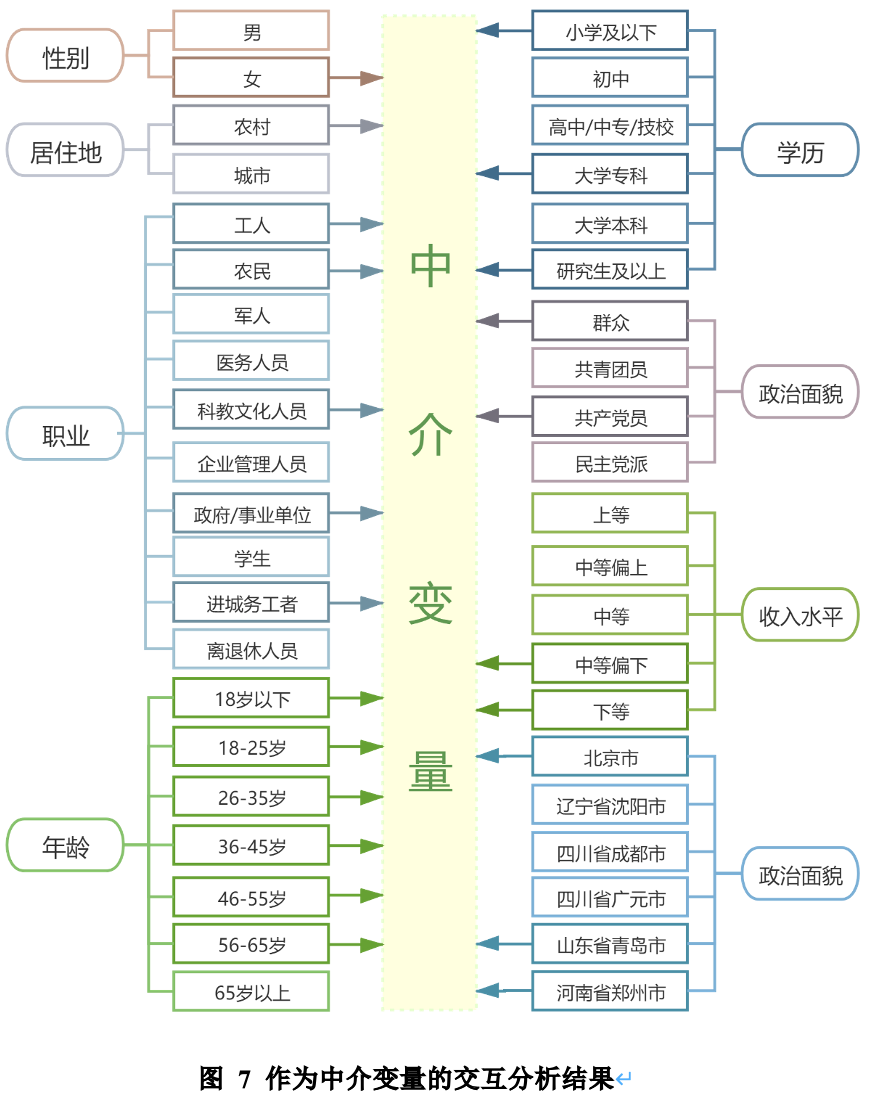 性别
男
女
居住地
农村
城市
职业
工人
农民
军人
医务人员
科教文化人员
企业管理人员
政府/事业单位
学生
进城务工者
离退休人员
年龄
18岁以下
18-25岁
26-35岁
36-45岁
46-55岁
56-65岁
65岁以上
中
介
变
量
小学及以下
初中
高中/中专/技校
大学专科
大学本科
研究生及以上
学历
群众
共青团员
共产党员
民主党派
政治面貌
上等
中等偏上
中等
中等偏下
下等
收入水平
北京市
辽宁省沈阳市
四川省成都市
四川省广元市
山东省青岛市
河南省郑州市
政治面貌
图 7 作为中介变量的交互分析结果↵